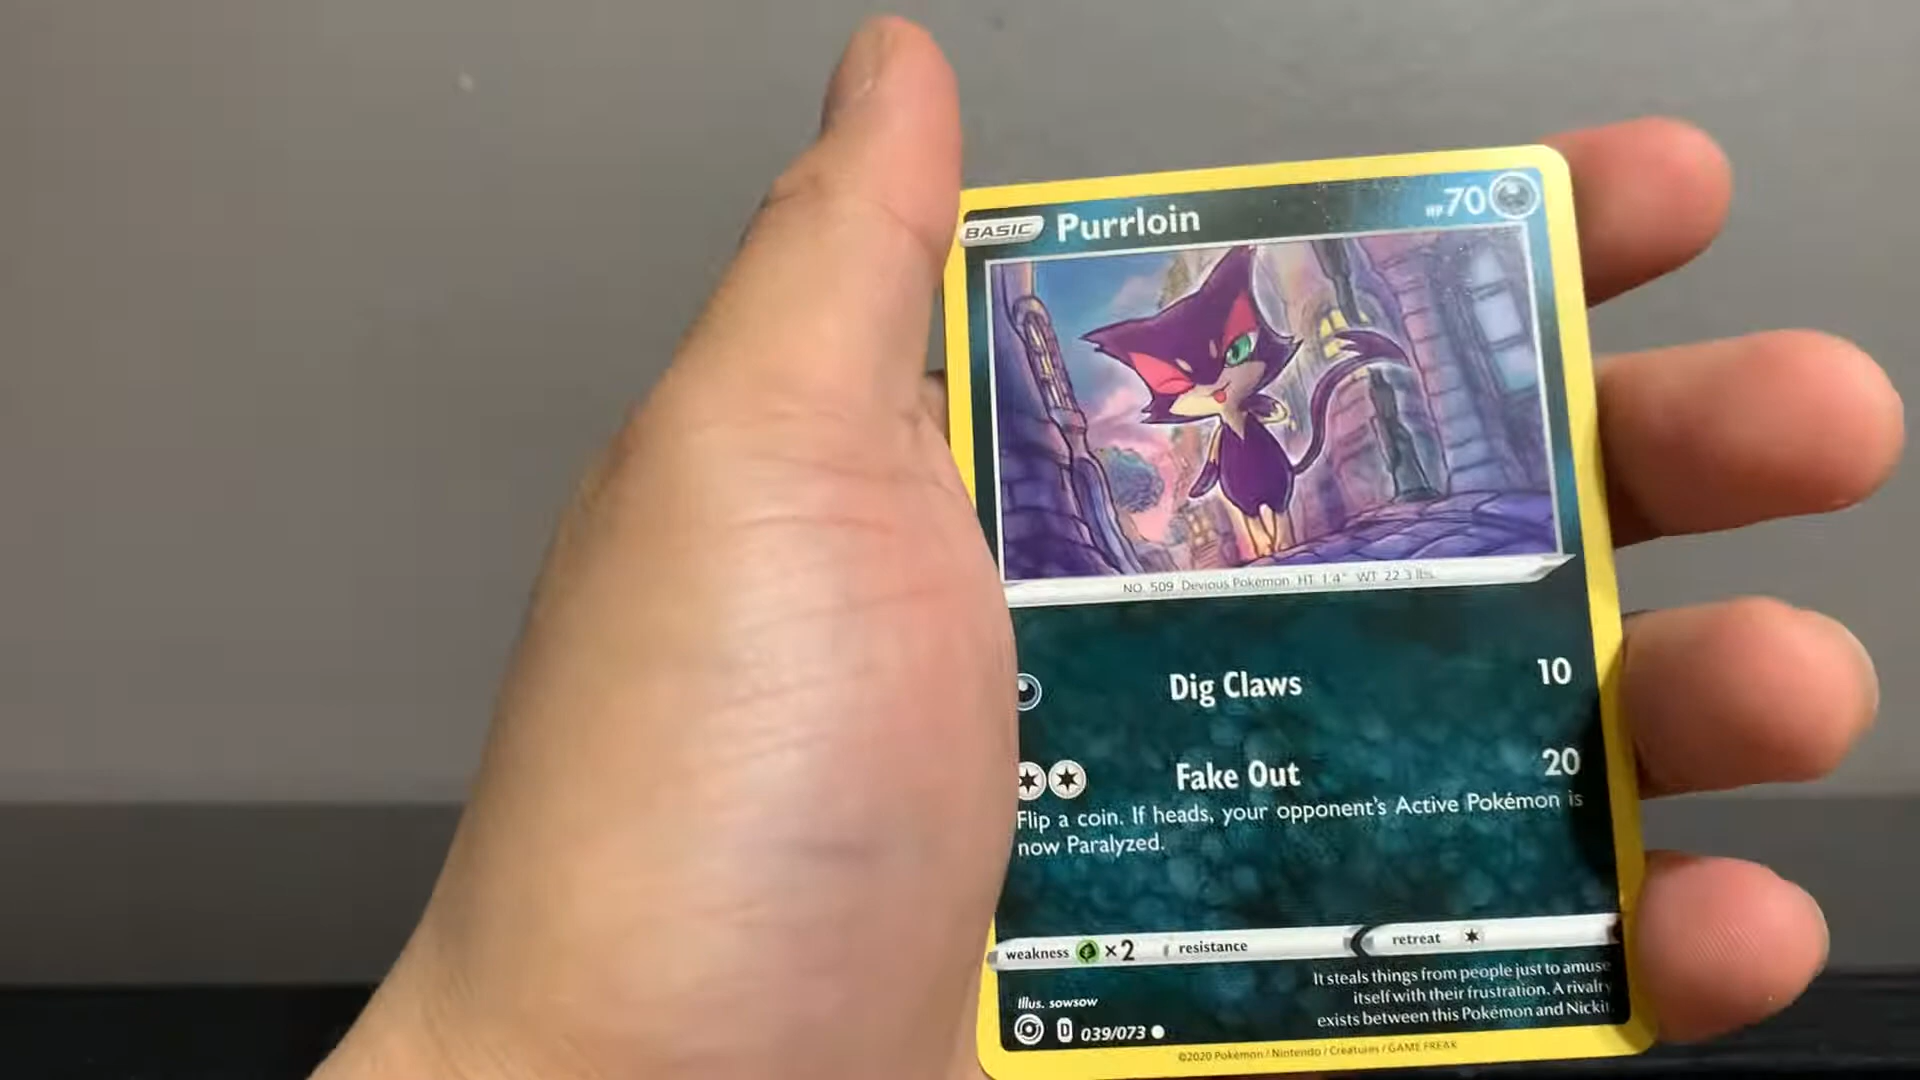 BASIC Purrloin HP 70
NO. 509 Devious Pokémon HT 1'4" WT 22.3 lbs.
Dig Claws 10
Fake Out 20
Flip a coin. If heads, your opponent's Active Pokémon is
now Paralyzed.
weakness ×2 resistance retreat
It steals things from people just to amuse
itself with their frustration. A rivalry
exists between this Pokémon and Nickit.
Illus. sowsow
D 039/073
©2020 Pokémon / Nintendo / Creatures / GAME FREAK